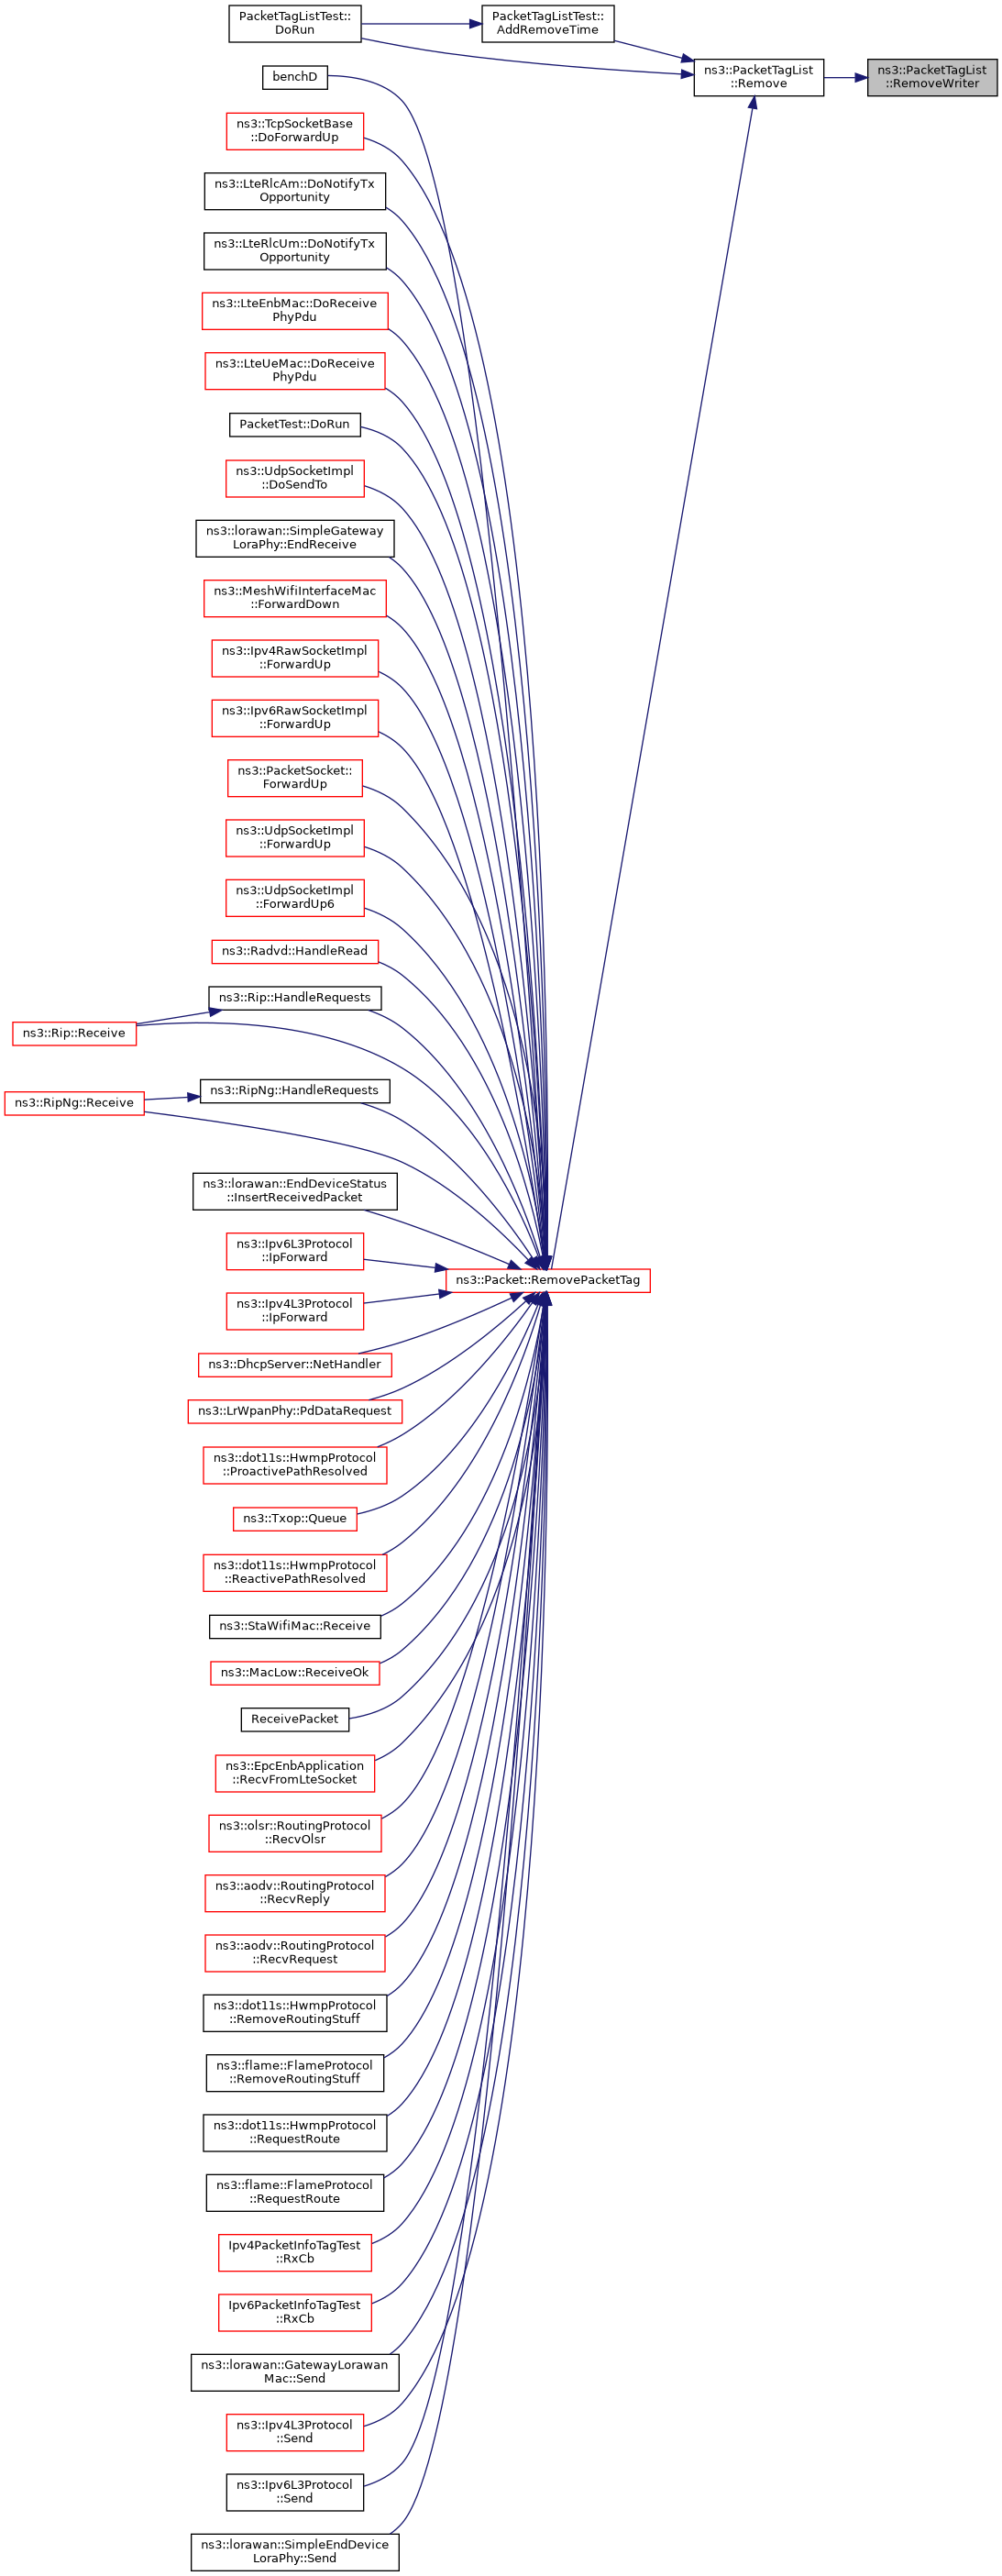 PacketTagListTest::
DoRun
PacketTagListTest::
AddRemoveTime
ns3::PacketTagList
::Remove
ns3::PacketTagList
::RemoveWriter
benchD
ns3::TcpSocketBase
::DoForwardUp
ns3::LteRlcAm::DoNotifyTx
Opportunity
ns3::LteRlcUm::DoNotifyTx
Opportunity
ns3::LteEnbMac::DoReceive
PhyPdu
ns3::LteUeMac::DoReceive
PhyPdu
PacketTest::DoRun
ns3::UdpSocketImpl
::DoSendTo
ns3::lorawan::SimpleGateway
LoraPhy::EndReceive
ns3::MeshWifiInterfaceMac
::ForwardDown
ns3::Ipv4RawSocketImpl
::ForwardUp
ns3::Ipv6RawSocketImpl
::ForwardUp
ns3::PacketSocket::
ForwardUp
ns3::UdpSocketImpl
::ForwardUp
ns3::UdpSocketImpl
::ForwardUp6
ns3::Radvd::HandleRead
ns3::Rip::HandleRequests
ns3::Rip::Receive
ns3::RipNg::HandleRequests
ns3::RipNg::Receive
ns3::lorawan::EndDeviceStatus
::InsertReceivedPacket
ns3::Ipv6L3Protocol
::IpForward
ns3::Packet::RemovePacketTag
ns3::Ipv4L3Protocol
::IpForward
ns3::DhcpServer::NetHandler
ns3::LrWpanPhy::PdDataRequest
ns3::dot11s::HwmpProtocol
::ProactivePathResolved
ns3::Txop::Queue
ns3::dot11s::HwmpProtocol
::ReactivePathResolved
ns3::StaWifiMac::Receive
ns3::MacLow::ReceiveOk
ReceivePacket
ns3::EpcEnbApplication
::RecvFromLteSocket
ns3::olsr::RoutingProtocol
::RecvOlsr
ns3::aodv::RoutingProtocol
::RecvReply
ns3::aodv::RoutingProtocol
::RecvRequest
ns3::dot11s::HwmpProtocol
::RemoveRoutingStuff
ns3::flame::FlameProtocol
::RemoveRoutingStuff
ns3::dot11s::HwmpProtocol
::RequestRoute
ns3::flame::FlameProtocol
::RequestRoute
Ipv4PacketInfoTagTest
::RxCb
Ipv6PacketInfoTagTest
::RxCb
ns3::lorawan::GatewayLorawan
Mac::Send
ns3::Ipv4L3Protocol
::Send
ns3::Ipv6L3Protocol
::Send
ns3::lorawan::SimpleEndDevice
LoraPhy::Send